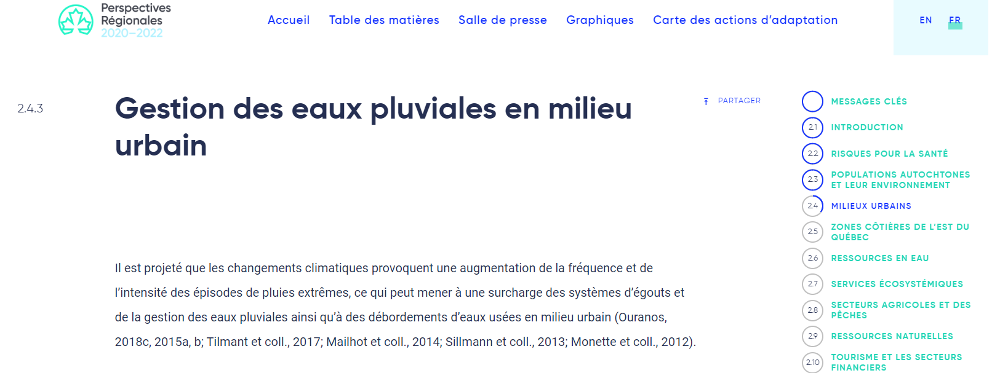 Perspectives
Régionales
2020–2022
Accueil Table des matières Salle de presse Graphiques Carte des actions d’adaptation
EN FR
2.4.3
Gestion des eaux pluviales en milieu
urbain
PARTAGER
Il est projeté que les changements climatiques provoquent une augmentation de la fréquence et de
l’intensité des épisodes de pluies extrêmes, ce qui peut mener à une surcharge des systèmes d’égouts et
de la gestion des eaux pluviales ainsi qu’à des débordements d’eaux usées en milieu urbain (Ouranos,
2018c, 2015a, b; Tilmant et coll., 2017; Mailhot et coll., 2014; Sillmann et coll., 2013; Monette et coll., 2012).
MESSAGES CLÉS
2.1 INTRODUCTION
2.2 RISQUES POUR LA SANTÉ
2.3 POPULATIONS AUTOCHTONES
ET LEUR ENVIRONNEMENT
2.4 MILIEUX URBAINS
2.5 ZONES CÔTIÈRES DE L’EST DU
QUÉBEC
2.6 RESSOURCES EN EAU
2.7 SERVICES ÉCOSYSTÉMIQUES
2.8 SECTEURS AGRICOLES ET DES
PÊCHES
2.9 RESSOURCES NATURELLES
2.10 TOURISME ET LES SECTEURS
FINANCIERS